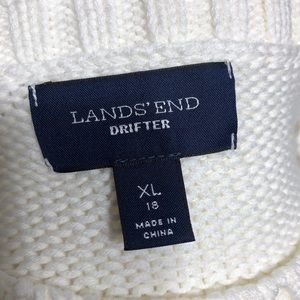 LANDS' END
DRIFTER
XL
18
MADE IN
CHINA